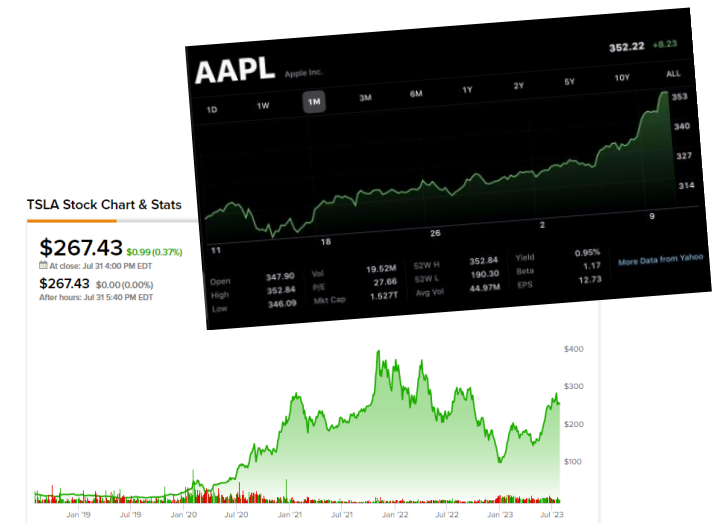 AAPL Apple Inc.
352.22 +8.23
1D 1W 1M 3M 6M 1Y 2Y 5Y 10Y ALL
353
340
327
314
11 18 26 2 9
Open 347.90 Vol 19.52M 52W H 352.84 Yield 0.95%
High 352.84 P/E 27.66 52W L 190.30 Beta 1.17
Low 346.09 Mkt Cap 1.527T Avg Vol 44.97M EPS 12.73
More Data from Yahoo
TSLA Stock Chart & Stats
$267.43 $0.99 (0.37%)
At close: Jul 31 4:00 PM EDT
$267.43 $0.00 (0.00%)
After hours: Jul 31 5:40 PM EDT
$400
$300
$200
$100
Jan '19 Jul '19 Jan '20 Jul '20 Jan '21 Jul '21 Jan '22 Jul '22 Jan '23 Jul '23